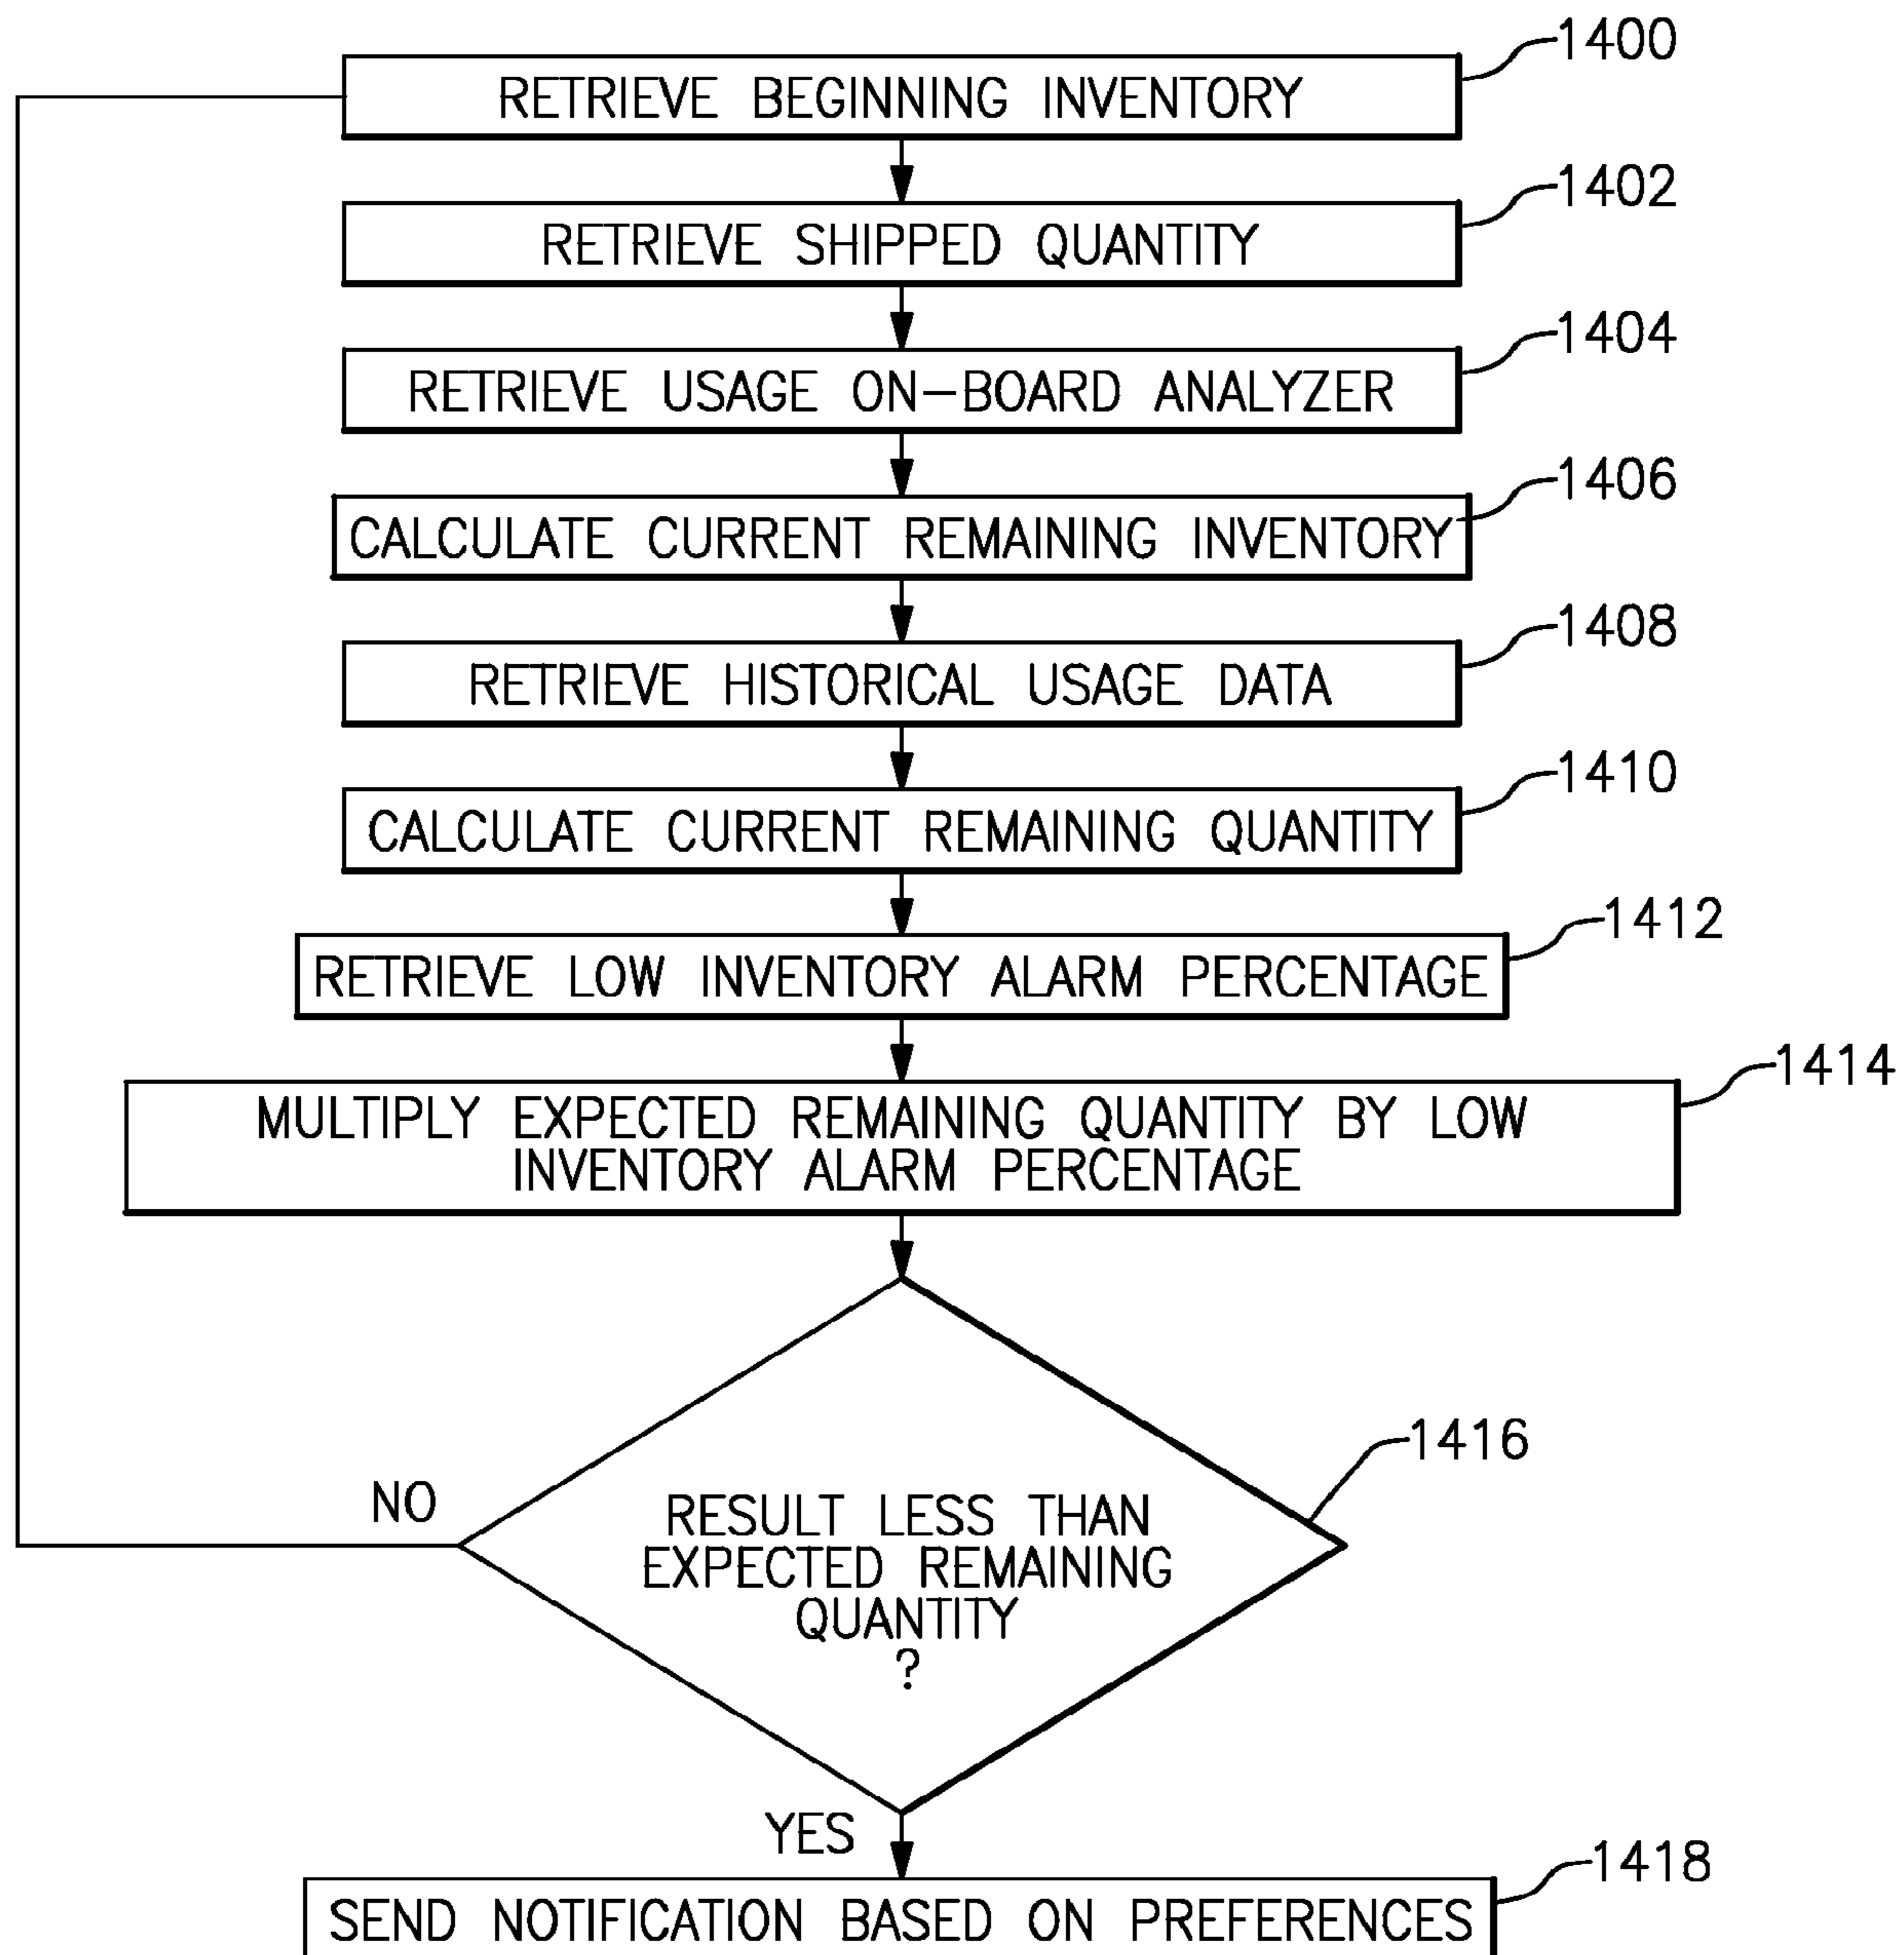 1400
RETRIEVE BEGINNING INVENTORY
1402
RETRIEVE SHIPPED QUANTITY
1404
RETRIEVE USAGE ON-BOARD ANALYZER
1406
CALCULATE CURRENT REMAINING INVENTORY
1408
RETRIEVE HISTORICAL USAGE DATA
1410
CALCULATE CURRENT REMAINING QUANTITY
1412
RETRIEVE LOW INVENTORY ALARM PERCENTAGE
1414
MULTIPLY EXPECTED REMAINING QUANTITY BY LOW
INVENTORY ALARM PERCENTAGE
1416
NO
RESULT LESS THAN
EXPECTED REMAINING
QUANTITY
?
YES
1418
SEND NOTIFICATION BASED ON PREFERENCES